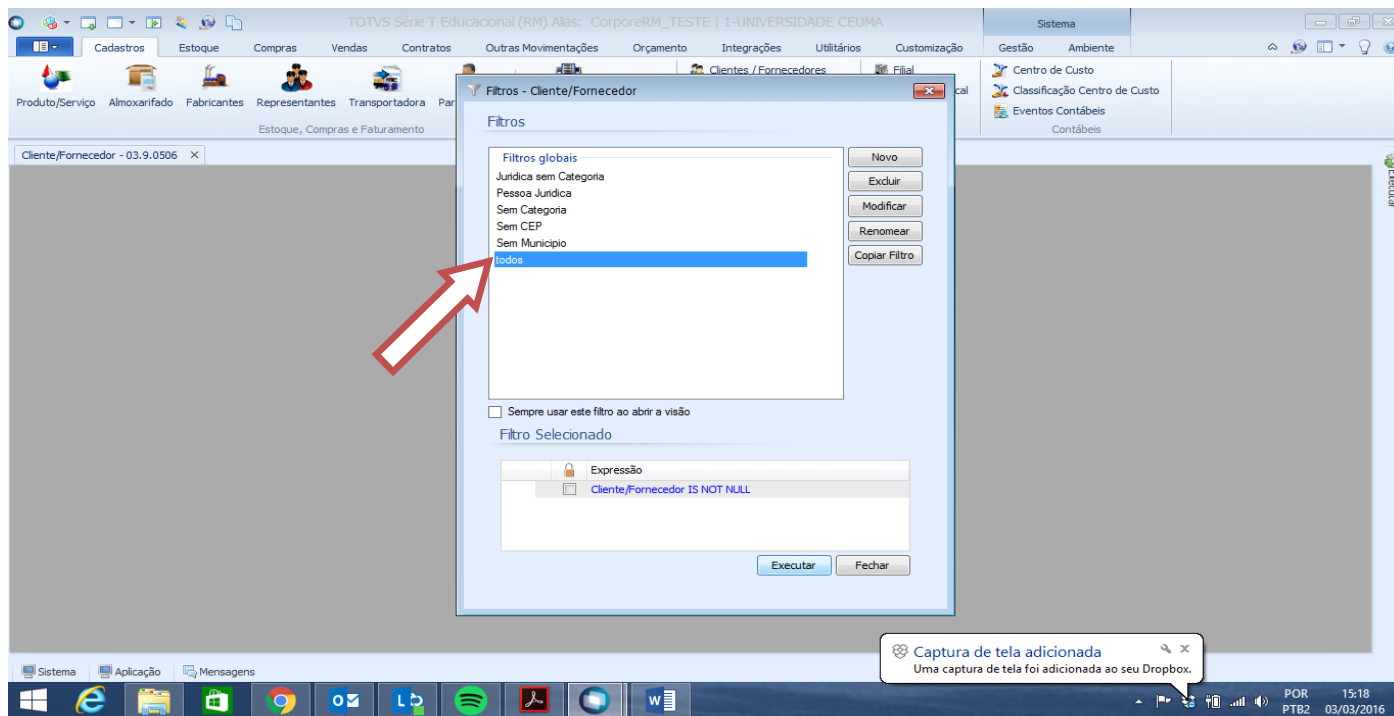 TOTVS Série T Educacional (RM) Alias: CorporeRM_TESTE | 1-UNIVERSIDADE CEUMA
Sistema
Cadastros Estoque Compras Vendas Contratos Outras Movimentações Orçamento Integrações Utilitários Customização Gestão Ambiente
Clientes / Fornecedores Filial Centro de Custo
Produto/Serviço Almoxarifado Fabricantes Representantes Transportadora Par
cal Classificação Centro de Custo
Eventos Contábeis
Estoque, Compras e Faturamento
Contábeis
Cliente/Fornecedor - 03.9.0506
Executar
Filtros - Cliente/Fornecedor
Filtros
Filtros globais
Juridica sem Categoria
Pessoa Juridica
Sem Categoria
Sem CEP
Sem Municipio
todos
Novo
Excluir
Modificar
Renomear
Copiar Filtro
Sempre usar este filtro ao abrir a visão
Filtro Selecionado
Expressão
Cliente/Fornecedor IS NOT NULL
Executar Fechar
Captura de tela adicionada
Uma captura de tela foi adicionada ao seu Dropbox.
Sistema Aplicação Mensagens
POR 15:18
PTB2 03/03/2016